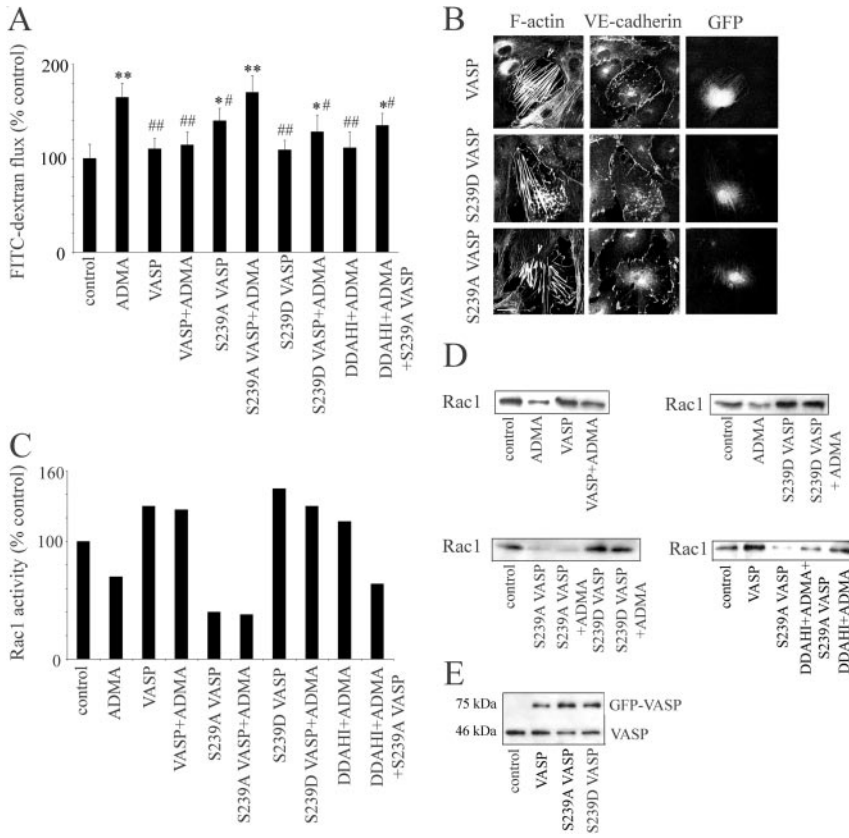 A
FITC-dextran flux (% control)
200
100
0
** ## ## *# ** ## *# ## *#
control
ADMA
VASP
VASP+ADMA
S239A VASP
S239A VASP+ADMA
S239D VASP
S239D VASP+ADMA
DDAHI+ADMA
DDAHI+ADMA
+S239A VASP
B
F-actin VE-cadherin GFP
VASP
S239D VASP
S239A VASP
C
Rac1 activity (% control)
160
100
0
control
ADMA
VASP
VASP+ADMA
S239A VASP
S239A VASP+ADMA
S239D VASP
S239D VASP+ADMA
DDAHI+ADMA
DDAHI+ADMA
+S239A VASP
D
Rac1
control
ADMA
VASP
VASP+ADMA
Rac1
control
ADMA
S239D VASP
S239D VASP
+ ADMA
Rac1
control
S239A VASP
S239A VASP
+ADMA
S239D VASP
S239D VASP
+ADMA
Rac1
control
VASP
S239A VASP
DDAHI+ADMA+
S239A VASP
DDAHI+ADMA
E
75 kDa GFP-VASP
46 kDa VASP
control
VASP
S239A VASP
S239D VASP